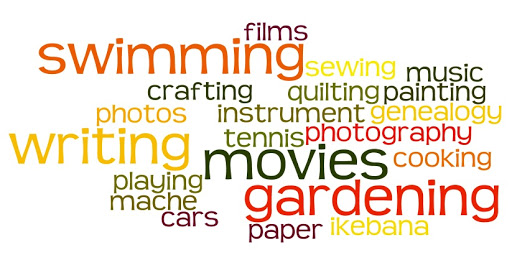 films
swimming
sewing music
crafting quilting painting
photos instrument genealogy
writing tennis photography
movies cooking
playing
mache gardening
cars
paper ikebana